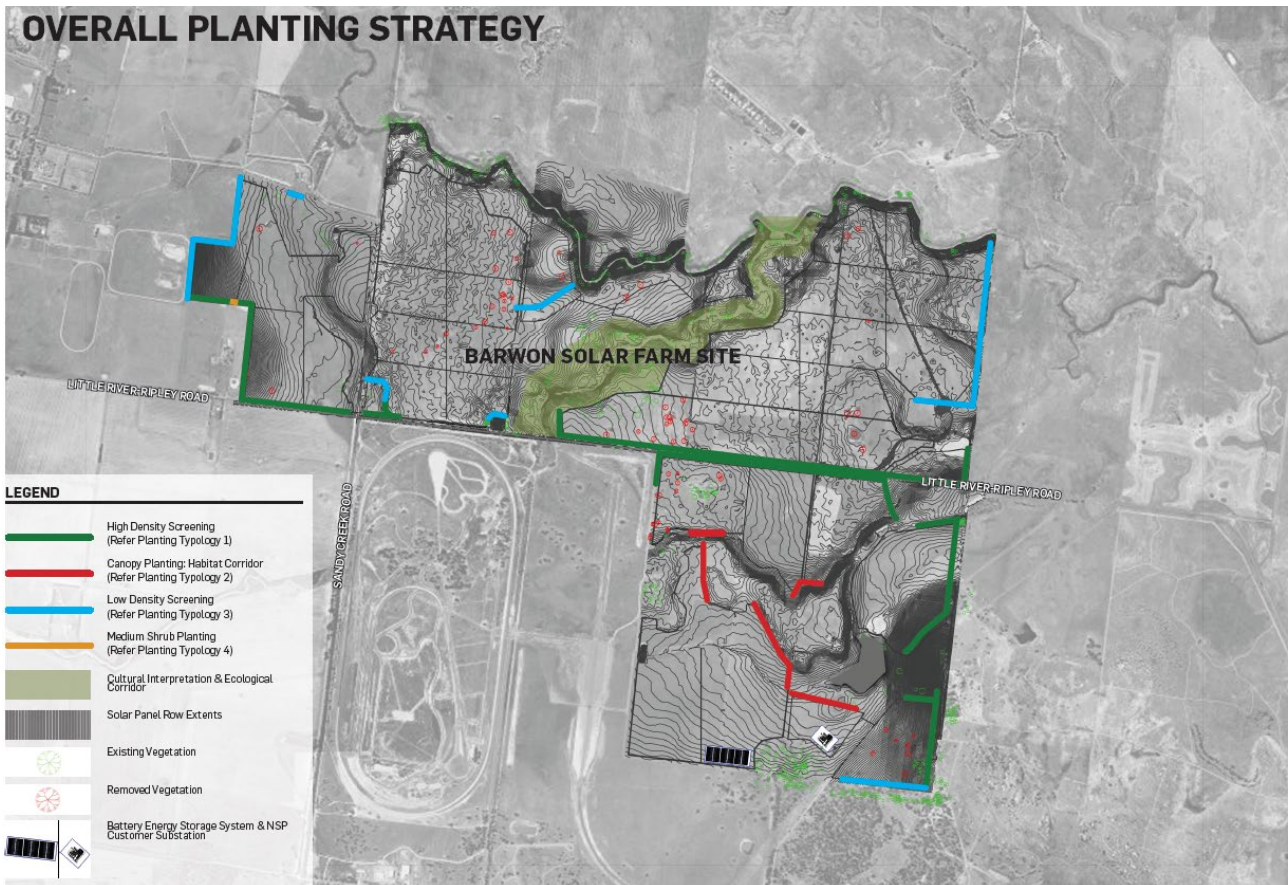 OVERALL PLANTING STRATEGY
BARWON SOLAR FARM SITE
LITTLE RIVER-RIPLEY ROAD
LITTLE RIVER-RIPLEY ROAD
SANDY CREEK ROAD
LEGEND
High Density Screening
(Refer Planting Typology 1)
Canopy Planting: Habitat Corridor
(Refer Planting Typology 2)
Low Density Screening
(Refer Planting Typology 3)
Medium Shrub Planting
(Refer Planting Typology 4)
Cultural Interpretation & Ecological
Corridor
Solar Panel Row Extents
Existing Vegetation
Removed Vegetation
Battery Energy Storage System & NSP
Customer Substation